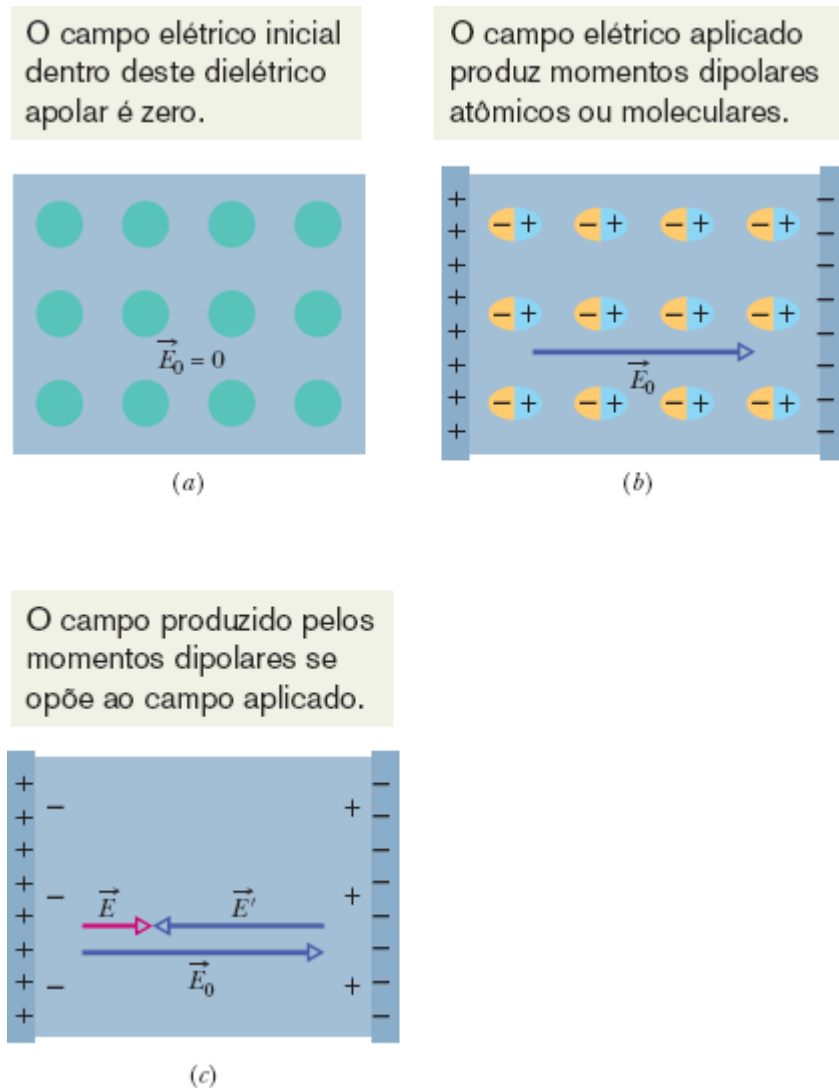 O campo elétrico inicial
dentro deste dielétrico
apolar é zero.
E₀ = 0
(a)
O campo elétrico aplicado
produz momentos dipolares
atômicos ou moleculares.
+ − + − + − + − + −
+ −
+ − + − + − + − + −
+ −
+ −
E₀
+ − + − + − + − + −
+ −
+ −
(b)
O campo produzido pelos
momentos dipolares se
opõe ao campo aplicado.
+ − + −
+ −
+ −
+ − + −
E E'
+ −
E₀
+ −
+ − + −
+ −
(c)